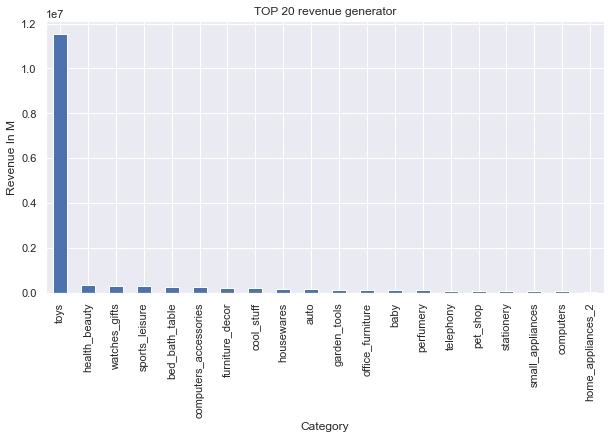 TOP 20 revenue generator
1e7
1.2
1.0
0.8
0.6
0.4
0.2
0.0
Revenue In M
toys
health_beauty
watches_gifts
sports_leisure
bed_bath_table
computers_accessories
furniture_decor
cool_stuff
housewares
auto
garden_tools
office_furniture
baby
perfumery
telephony
pet_shop
stationery
small_appliances
computers
home_appliances_2
Category